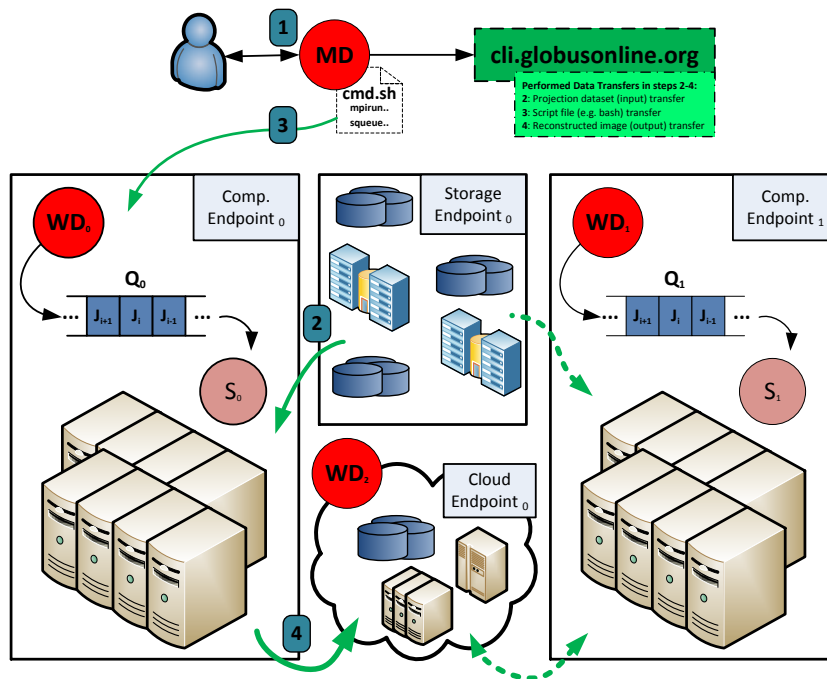 1
MD
cli.globusonline.org
cmd.sh
mpirun..
squeue..
Performed Data Transfers in steps 2-4:
2: Projection dataset (input) transfer
3: Script file (e.g. bash) transfer
4: Reconstructed image (output) transfer
3
WD0
Comp.
Endpoint 0
Q0
... Ji+1 Ji Ji-1 ...
S0
Storage
Endpoint 0
2
WD1
Comp.
Endpoint 1
Q1
... Ji+1 Ji Ji-1 ...
S1
WD2
Cloud
Endpoint 0
4